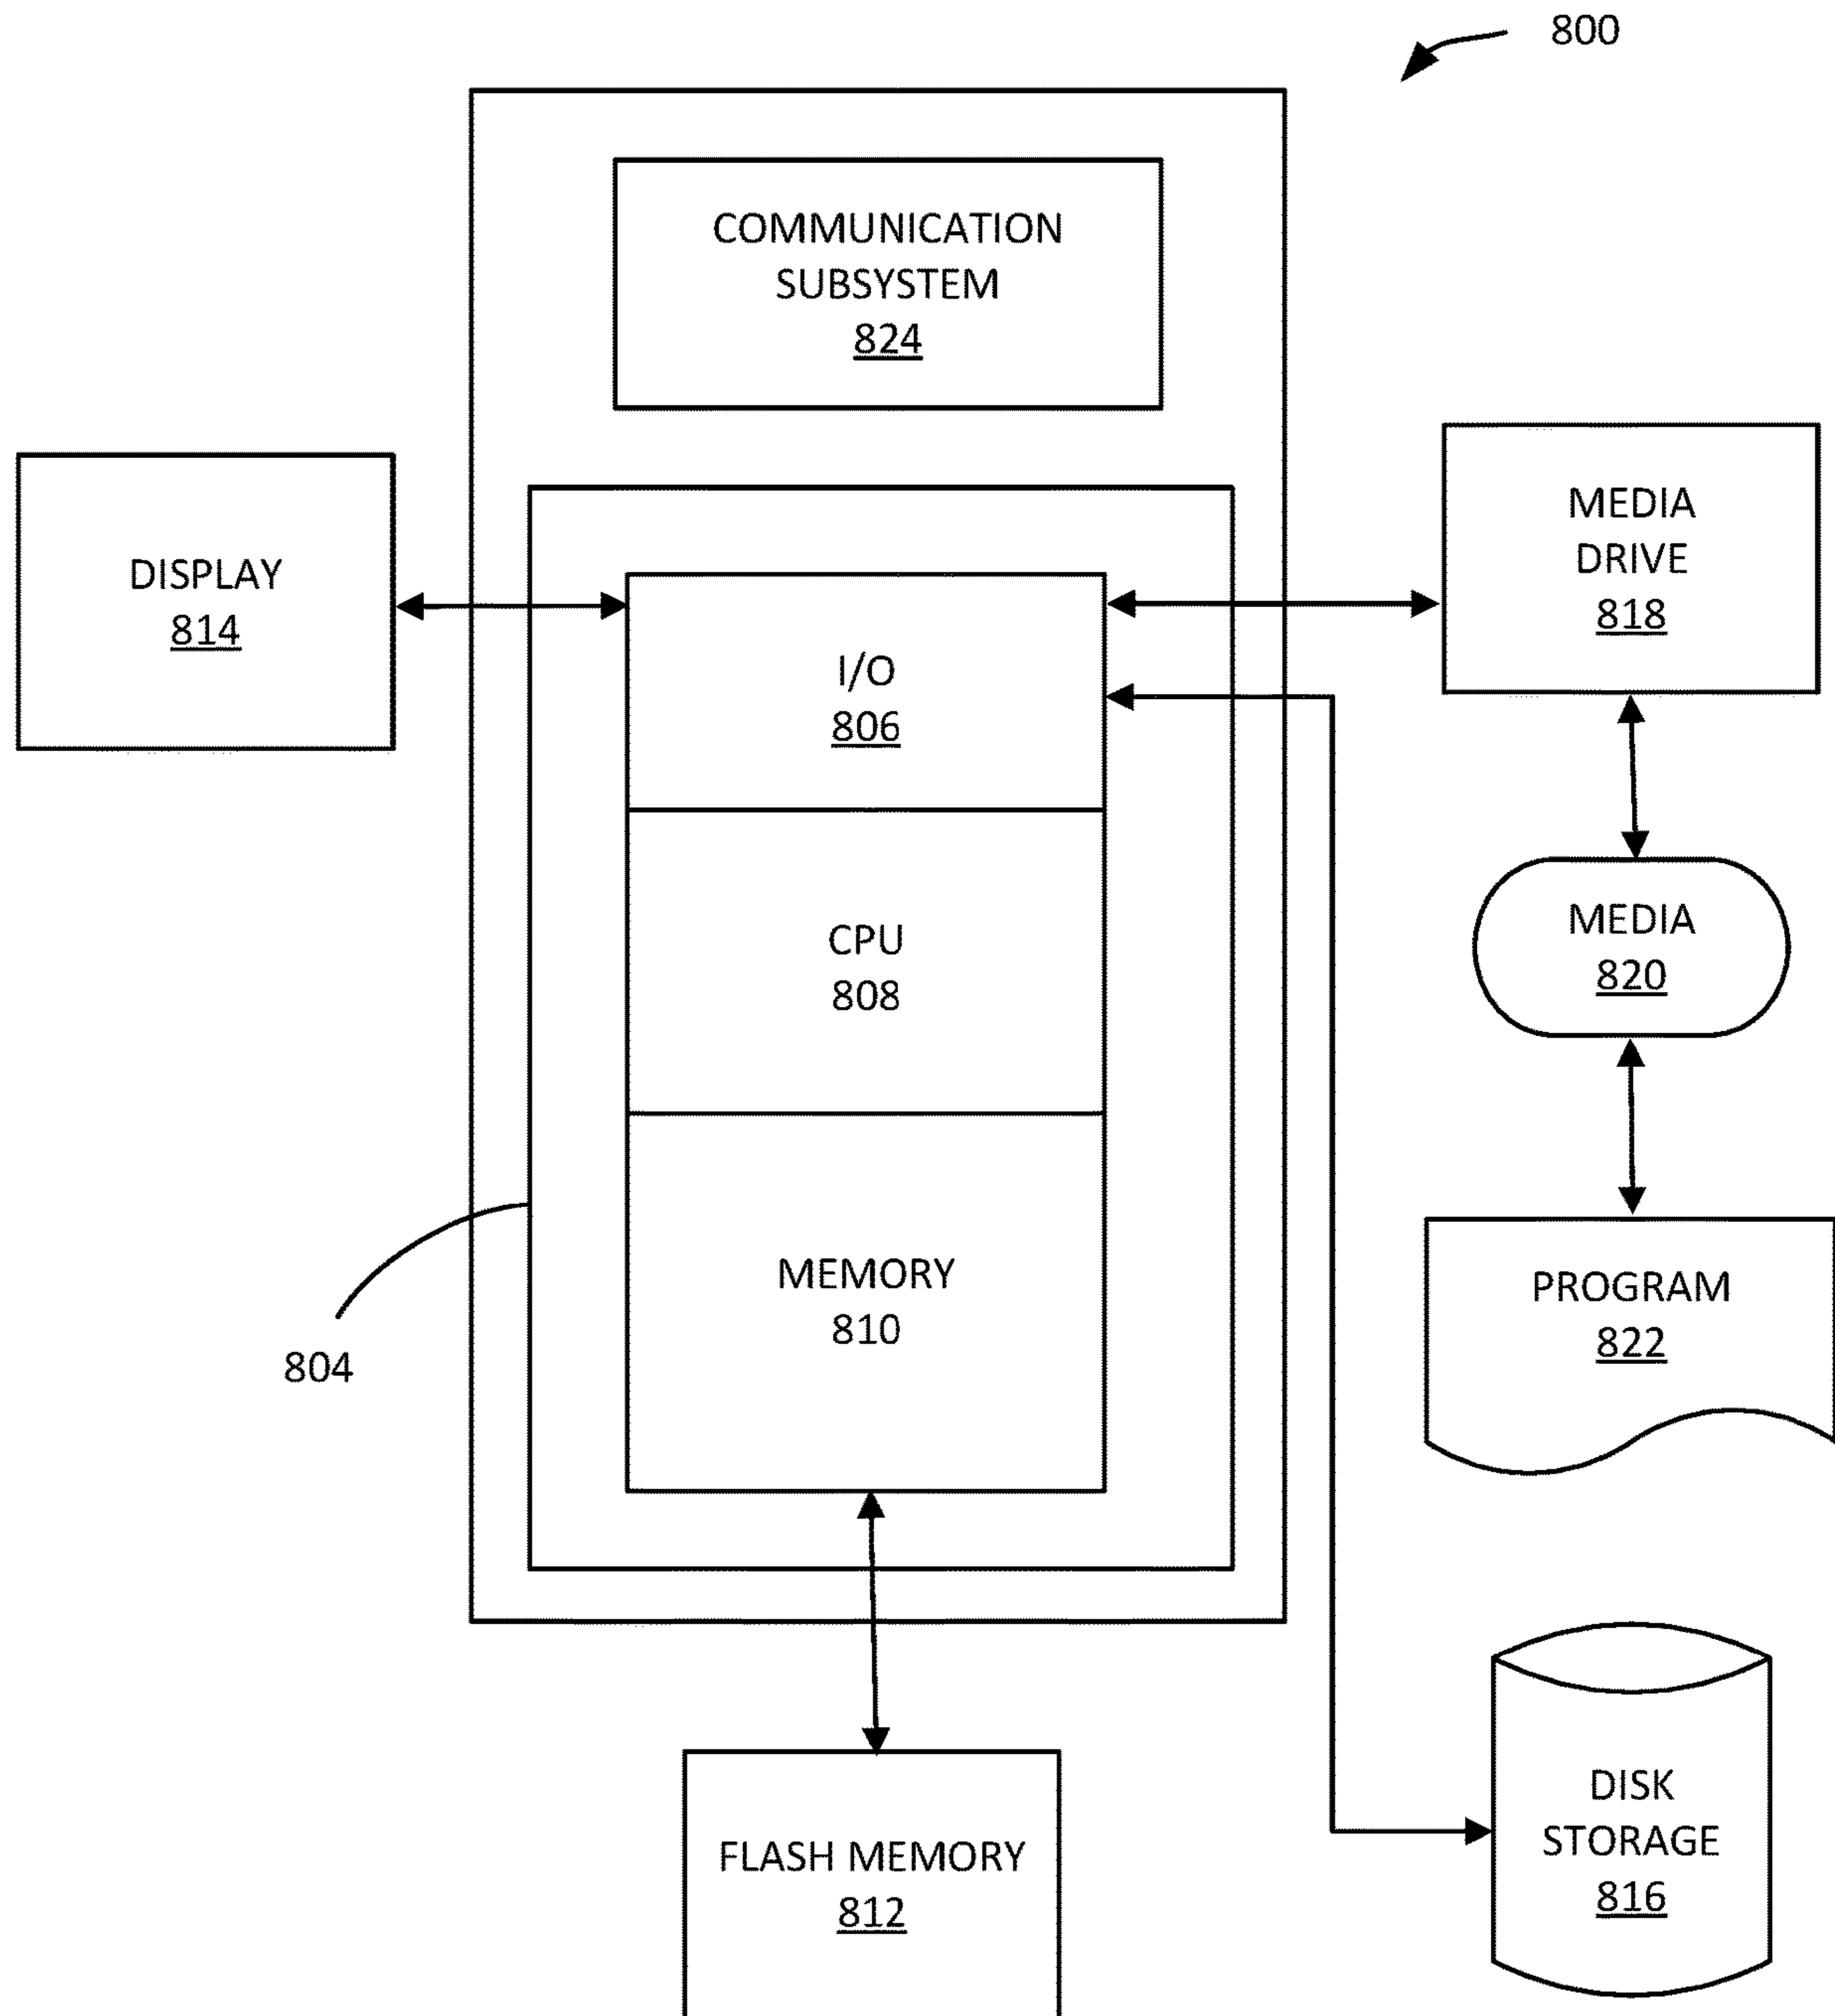 800
COMMUNICATION
SUBSYSTEM
824
DISPLAY
814
MEDIA
DRIVE
818
I/O
806
CPU
808
MEDIA
820
MEMORY
810
PROGRAM
822
804
DISK
STORAGE
816
FLASH MEMORY
812